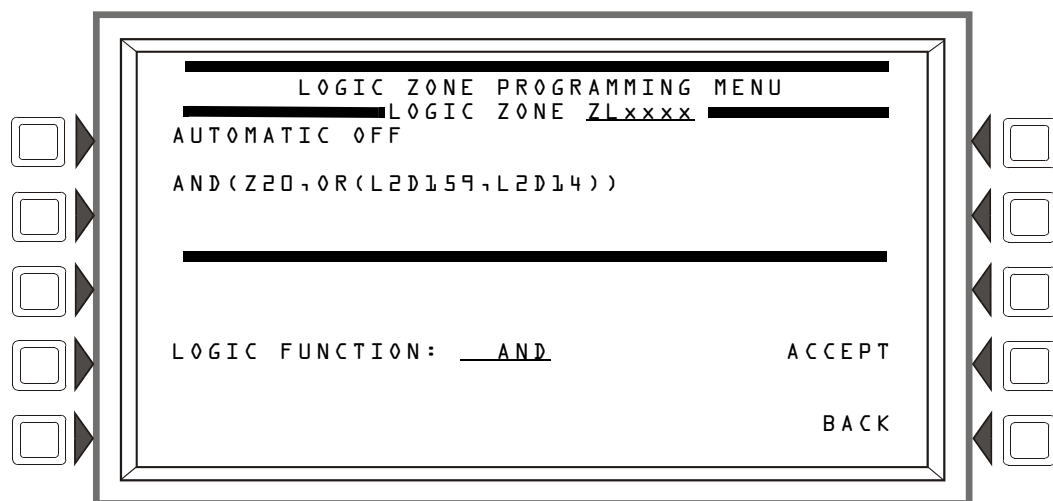 LOGIC ZONE PROGRAMMING MENU
LOGIC ZONE ZLxxxx
AUTOMATIC OFF
AND(Z20,OR(L2D159,L2D14))
LOGIC FUNCTION: AND ACCEPT
BACK